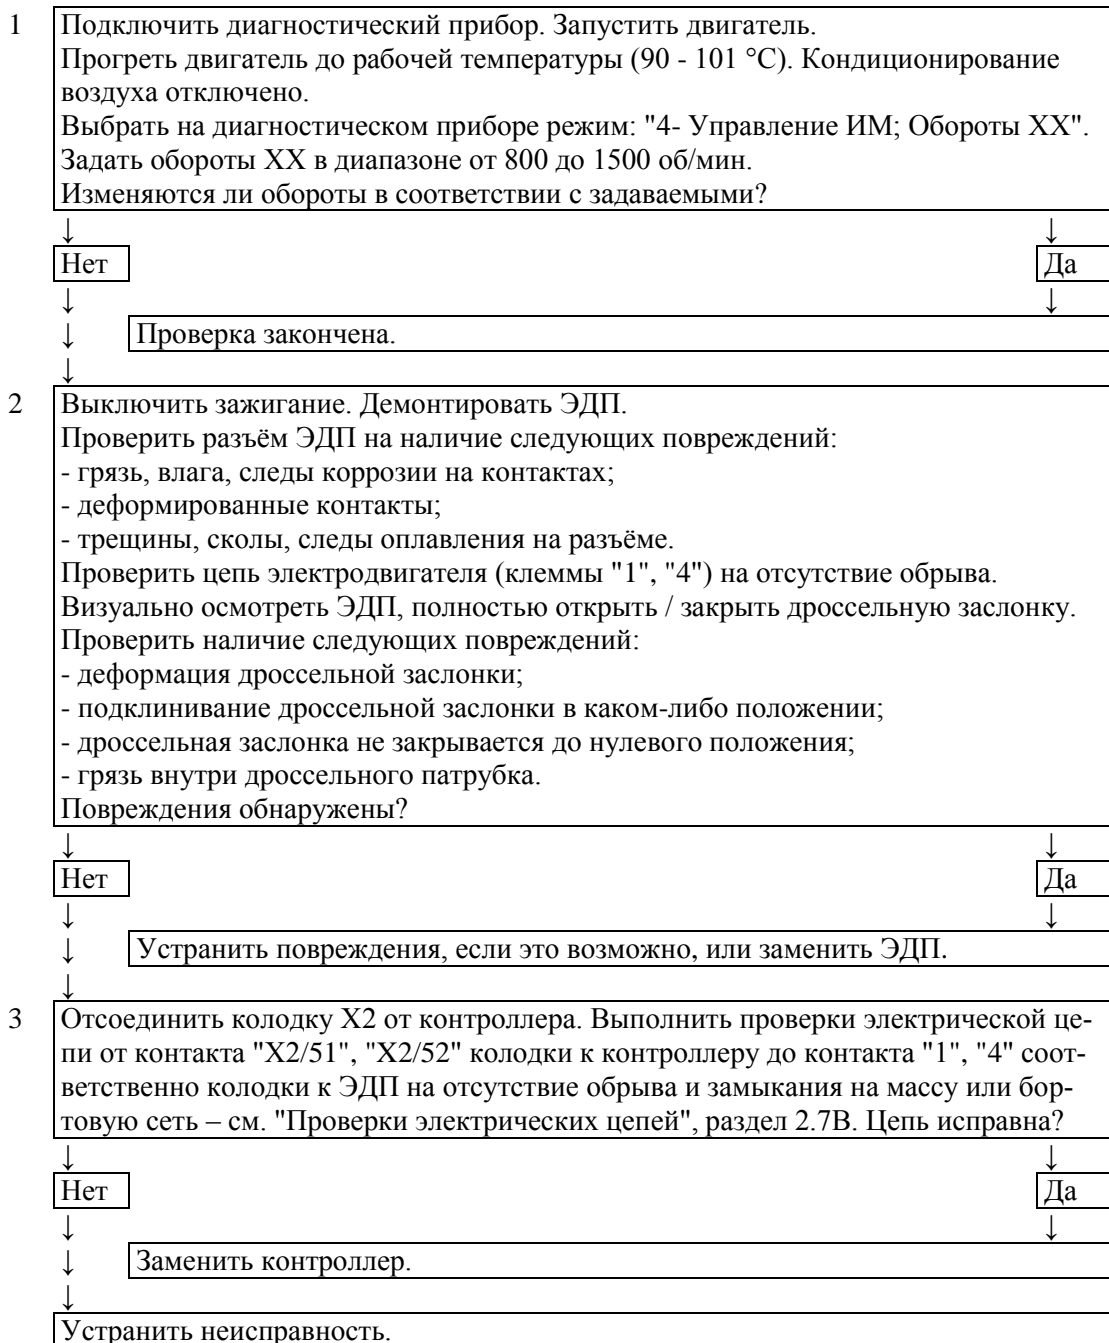 1 Подключить диагностический прибор. Запустить двигатель.
Прогреть двигатель до рабочей температуры (90 - 101 °С). Кондиционирование
воздуха отключено.
Выбрать на диагностическом приборе режим: "4- Управление ИМ; Обороты ХХ".
Задать обороты ХХ в диапазоне от 800 до 1500 об/мин.
Изменяются ли обороты в соответствии с задаваемыми?
↓ ↓
Нет Да
↓ ↓
↓ Проверка закончена.
↓
2 Выключить зажигание. Демонтировать ЭДП.
Проверить разъём ЭДП на наличие следующих повреждений:
- грязь, влага, следы коррозии на контактах;
- деформированные контакты;
- трещины, сколы, следы оплавления на разъёме.
Проверить цепь электродвигателя (клеммы "1", "4") на отсутствие обрыва.
Визуально осмотреть ЭДП, полностью открыть / закрыть дроссельную заслонку.
Проверить наличие следующих повреждений:
- деформация дроссельной заслонки;
- подклинивание дроссельной заслонки в каком-либо положении;
- дроссельная заслонка не закрывается до нулевого положения;
- грязь внутри дроссельного патрубка.
Повреждения обнаружены?
↓ ↓
Нет Да
↓ ↓
↓ Устранить повреждения, если это возможно, или заменить ЭДП.
↓
3 Отсоединить колодку Х2 от контроллера. Выполнить проверки электрической це-
пи от контакта "Х2/51", "Х2/52" колодки к контроллеру до контакта "1", "4" соот-
ветственно колодки к ЭДП на отсутствие обрыва и замыкания на массу или бор-
товую сеть – см. "Проверки электрических цепей", раздел 2.7В. Цепь исправна?
↓ ↓
Нет Да
↓ ↓
↓ Заменить контроллер.
↓
Устранить неисправность.